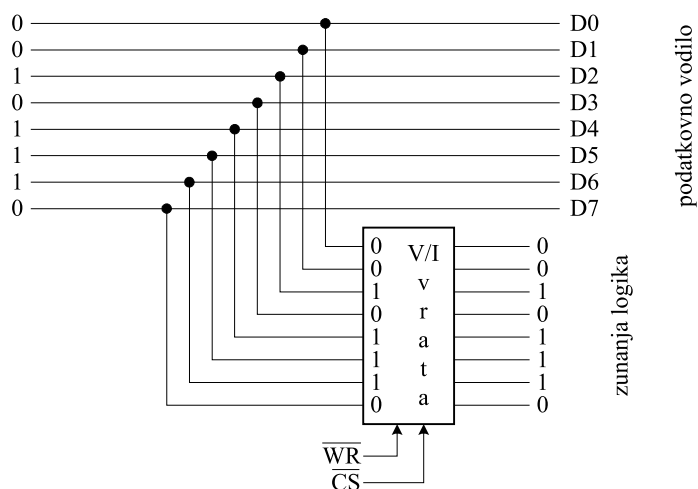 0 D0
0 D1
1 D2
0 D3
1 D4
1 D5
1 D6
0 D7
podatkovno vodilo
0 V/I 0
0 0
1 v 1
0 r 0
1 a 1
1 t 1
1 a 1
0 0
zunanja logika
WR
CS